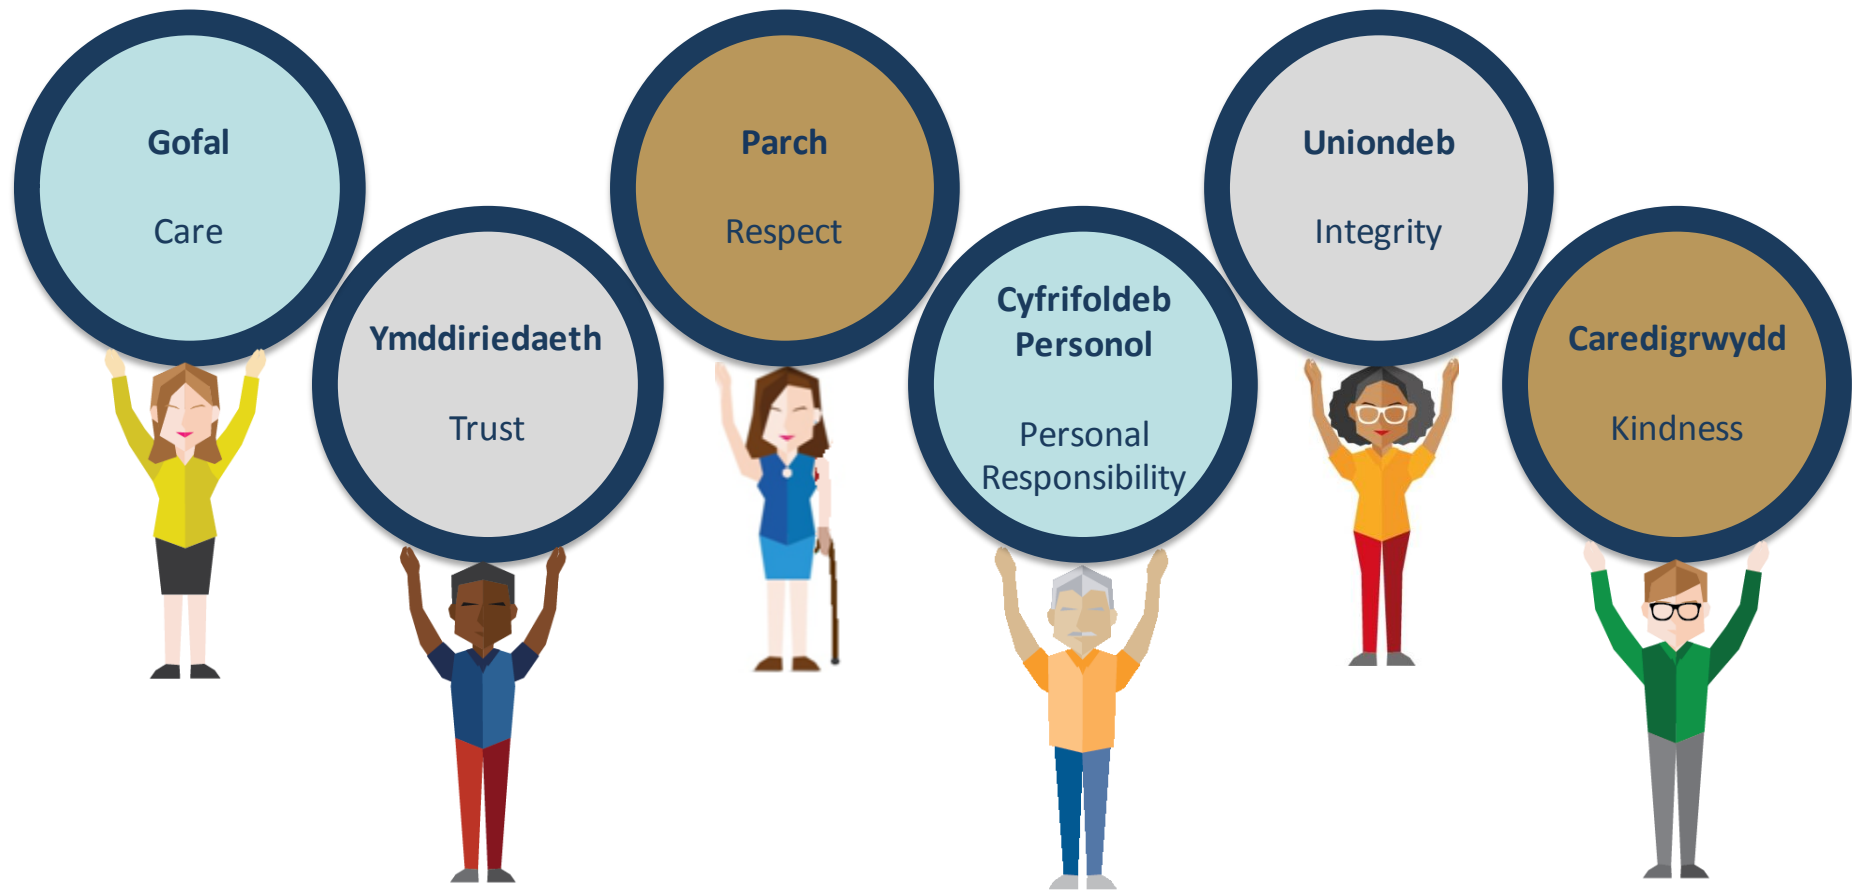 Gofal
Care
Ymddiriedaeth
Trust
Parch
Respect
Cyfrifoldeb
Personol
Personal
Responsibility
Uniondeb
Integrity
Caredigrwydd
Kindness